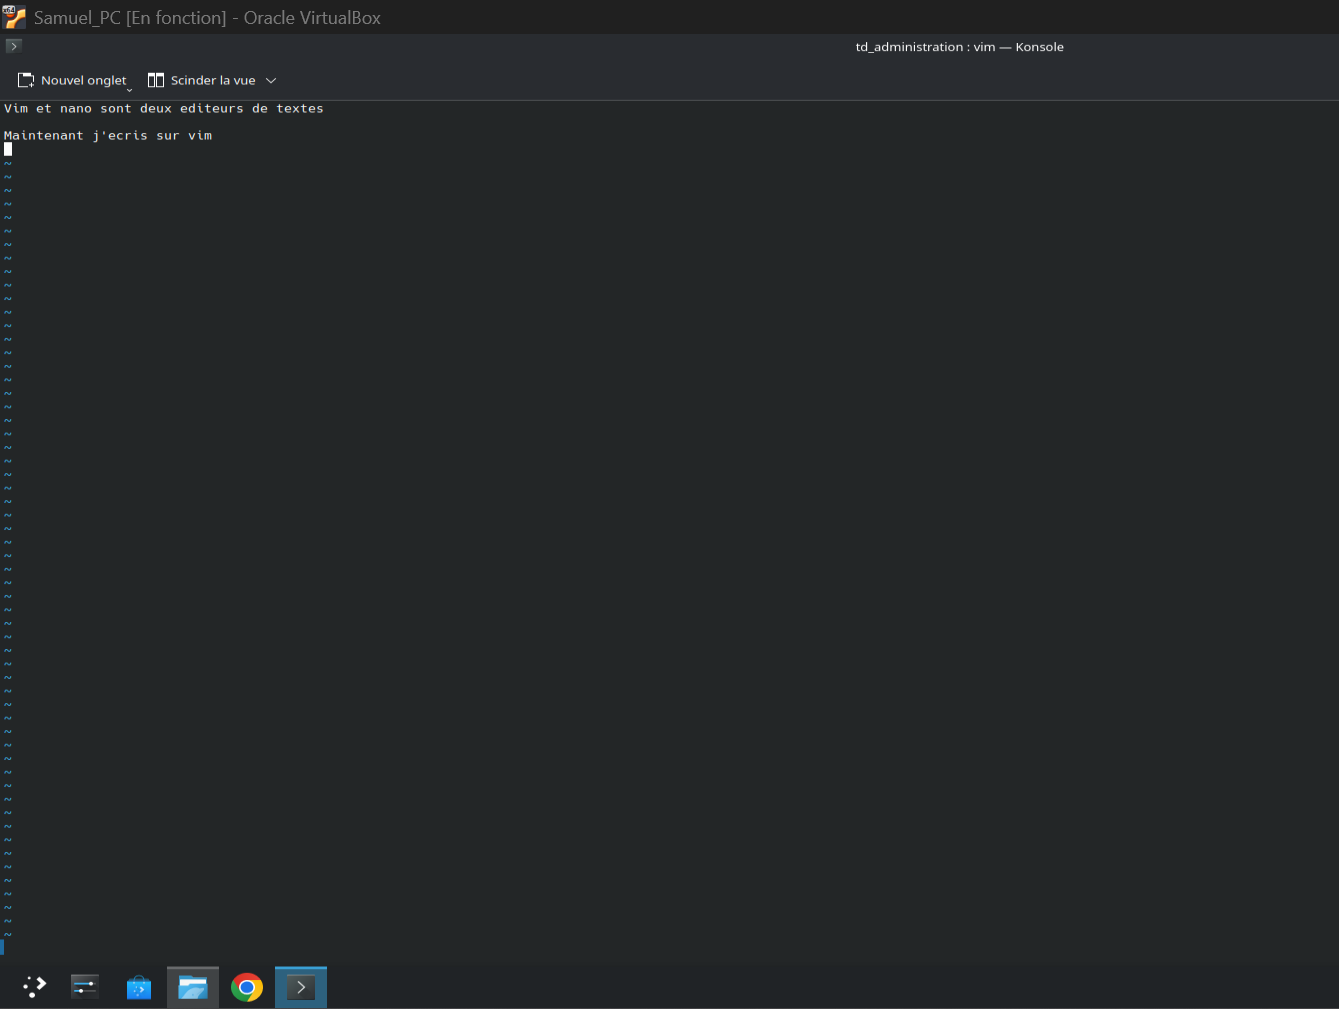 x64
Samuel_PC [En fonction] - Oracle VirtualBox
td_administration : vim — Konsole
Nouvel onglet
Scinder la vue
Vim et nano sont deux editeurs de textes
Maintenant j'ecris sur vim